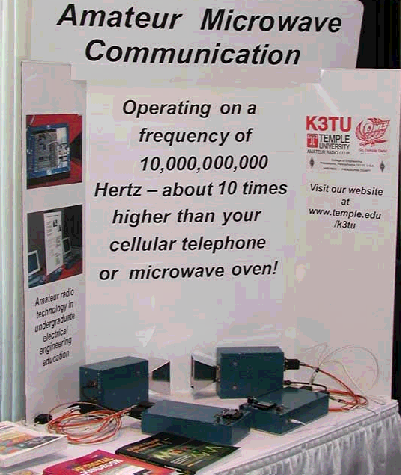 Amateur Microwave
Communication
Operating on a
frequency of
10,000,000,000
Hertz – about 10 times
higher than your
cellular telephone
or microwave oven!
Amateur radio
technology in
undergraduate
electrical
engineering
education
K3TU
TEMPLE
UNIVERSITY
Visit our website
at
www.temple.edu
/k3tu